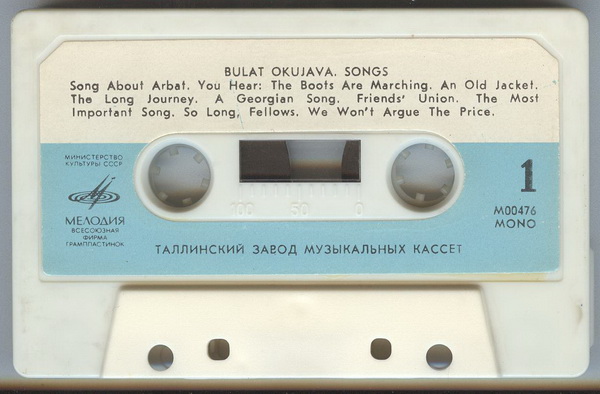 BULAT OKUJAVA. SONGS
Song About Arbat. You Hear: The Boots Are Marching. An Old Jacket.
The Long Journey. A Georgian Song. Friends' Union. The Most
Important Song. So Long, Fellows. We Won't Argue The Price.
МИНИСТЕРСТВО
КУЛЬТУРЫ СССР
МЕЛОДИЯ
ВСЕСОЮЗНАЯ
ФИРМА
ГРАМПЛАСТИНОК
100 50 0
1
М00476
MONO
ТАЛЛИНСКИЙ ЗАВОД МУЗЫКАЛЬНЫХ КАССЕТ